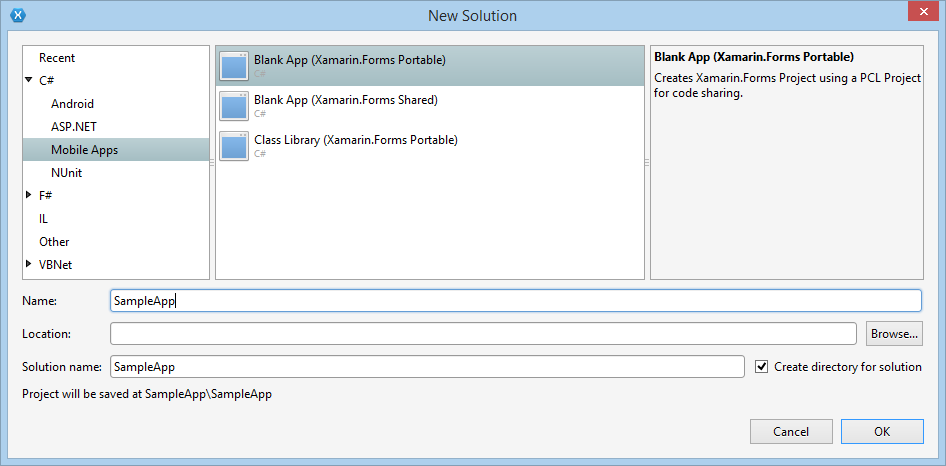 New Solution
Recent
C#
Android
ASP.NET
Mobile Apps
NUnit
F#
IL
Other
VBNet
Blank App (Xamarin.Forms Portable)
C#
Blank App (Xamarin.Forms Shared)
C#
Class Library (Xamarin.Forms Portable)
C#
Blank App (Xamarin.Forms Portable)
Creates Xamarin.Forms Project using a PCL Project
for code sharing.
Name: SampleApp
Location: Browse...
Solution name: SampleApp Create directory for solution
Project will be saved at SampleApp\SampleApp
Cancel OK